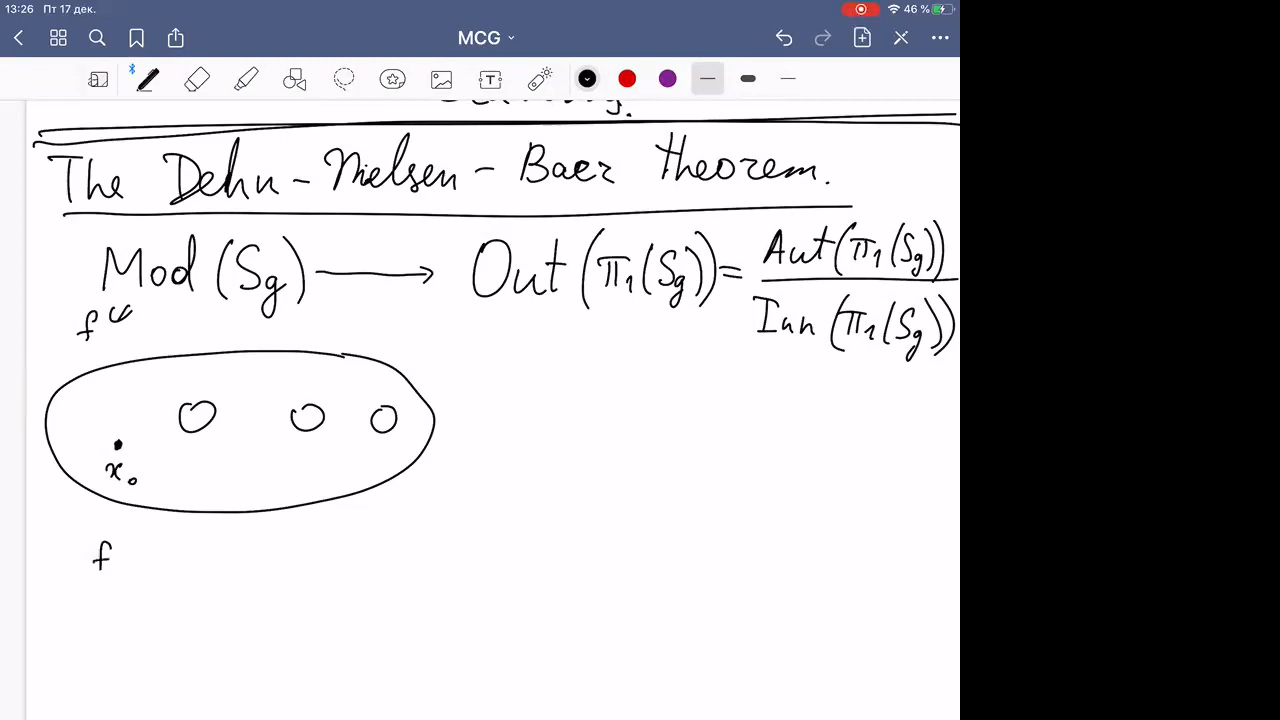 13:26 Пт 17 дек. 46 %
MCG
The Dehn - Nielsen - Baer theorem.
Mod (Sg) ⟶ Out (π₁(Sg)) = Aut(π₁(Sg)) / Inn (π₁(Sg))
f
x₀
f